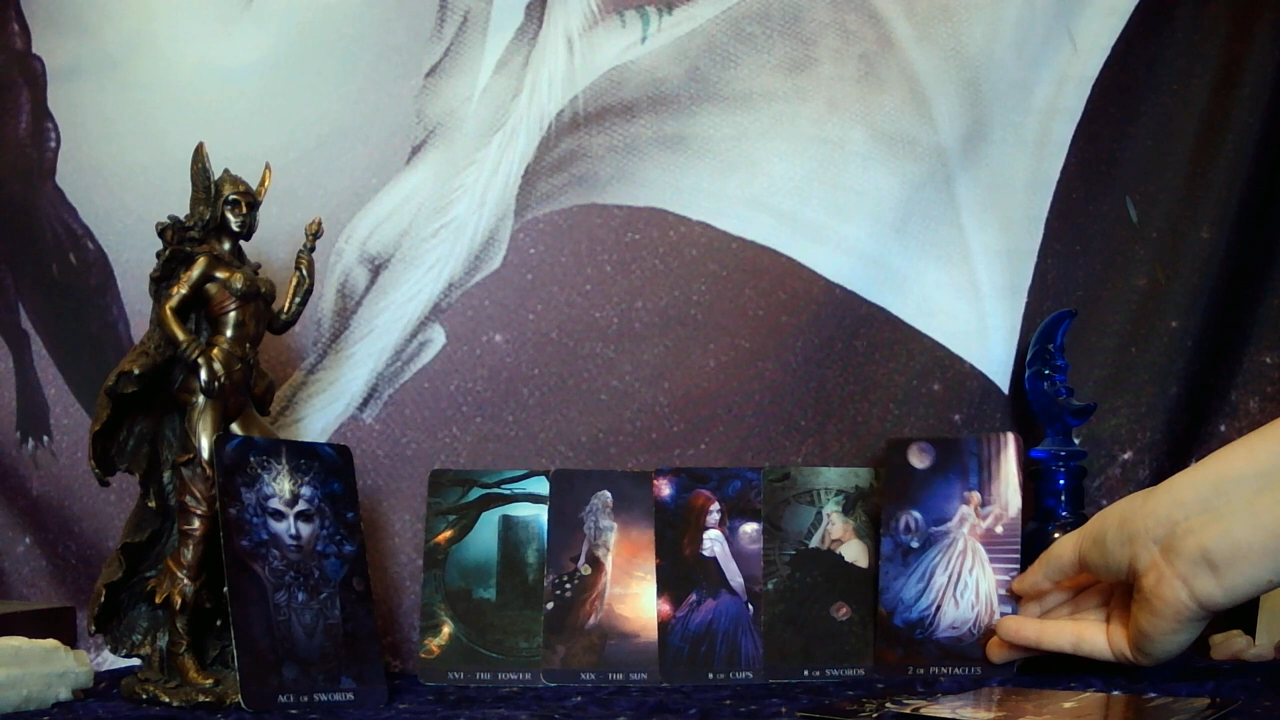 ACE OF SWORDS
XVI - THE TOWER
XIX - THE SUN
8 OF CUPS
8 OF SWORDS
2 OF PENTACLES